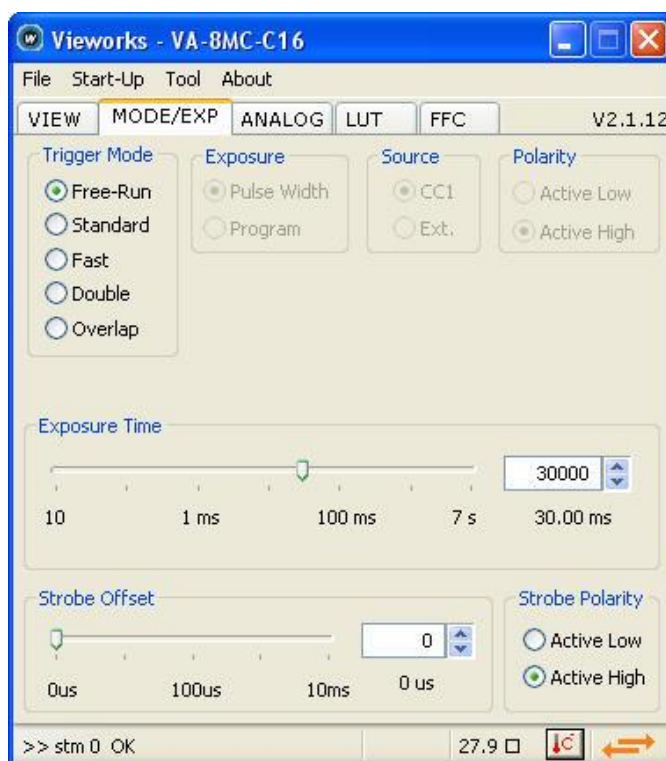 Vieworks - VA-8MC-C16
File Start-Up Tool About
VIEW MODE/EXP ANALOG LUT FFC V2.1.12
Trigger Mode
Free-Run
Standard
Fast
Double
Overlap
Exposure
Pulse Width
Program
Source
CC1
Ext.
Polarity
Active Low
Active High
Exposure Time
30000
10 1 ms 100 ms 7 s 30.00 ms
Strobe Offset
0
0us 100us 10ms 0 us
Strobe Polarity
Active Low
Active High
>> stm 0 OK 27.9 □ C